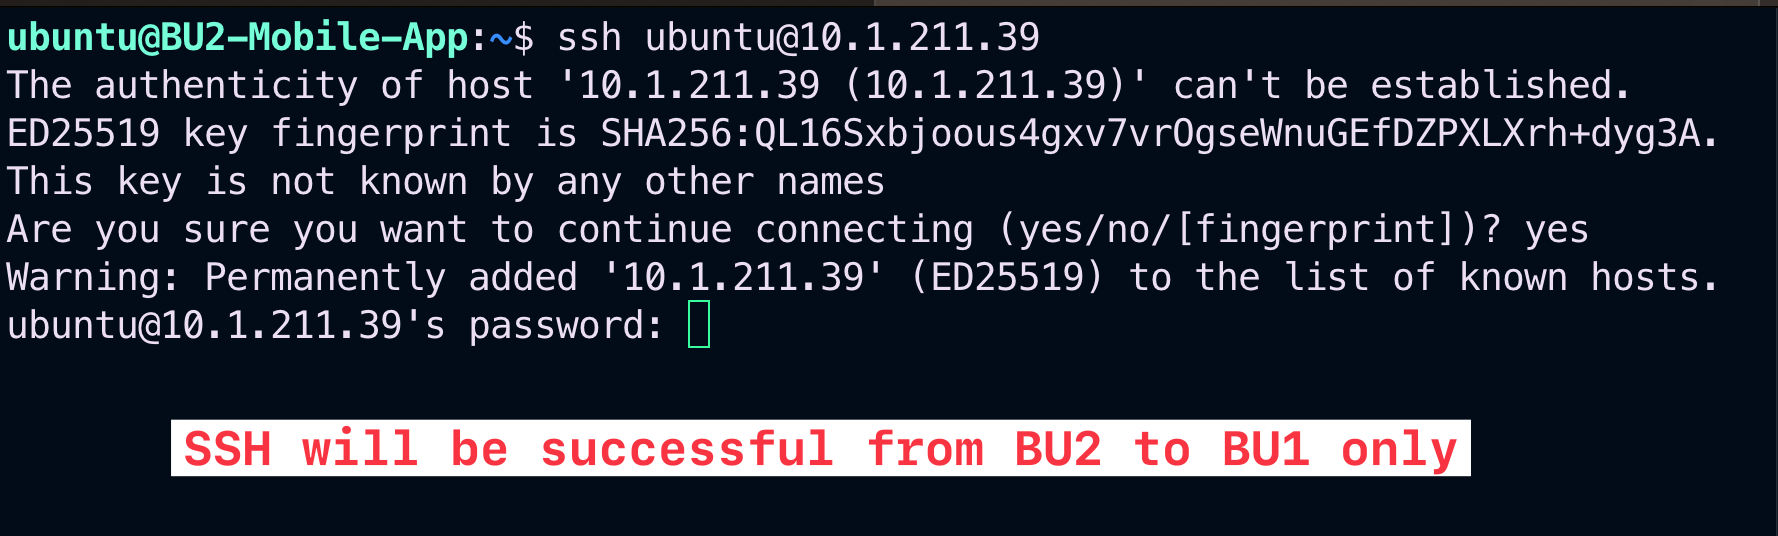 ubuntu@BU2-Mobile-App:~$ ssh ubuntu@10.1.211.39
The authenticity of host '10.1.211.39 (10.1.211.39)' can't be established.
ED25519 key fingerprint is SHA256:QL16Sxbjoous4gxv7vrOgseWnuGEfDZPXLXrh+dyg3A.
This key is not known by any other names
Are you sure you want to continue connecting (yes/no/[fingerprint])? yes
Warning: Permanently added '10.1.211.39' (ED25519) to the list of known hosts.
ubuntu@10.1.211.39's password:
SSH will be successful from BU2 to BU1 only